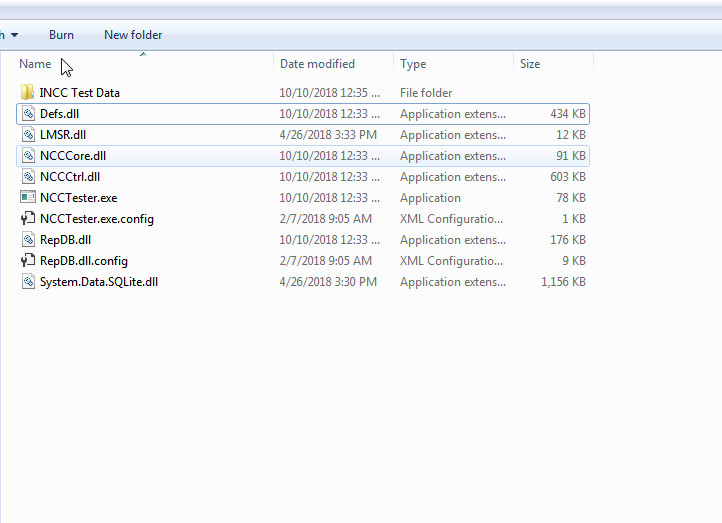 h Burn New folder
Name Date modified Type Size
INCC Test Data 10/10/2018 12:35 ... File folder
Defs.dll 10/10/2018 12:33 ... Application extens... 434 KB
LMSR.dll 4/26/2018 3:33 PM Application extens... 12 KB
NCCCore.dll 10/10/2018 12:33 ... Application extens... 91 KB
NCCCtrl.dll 10/10/2018 12:33 ... Application extens... 603 KB
NCCTester.exe 10/10/2018 12:33 ... Application 78 KB
NCCTester.exe.config 2/7/2018 9:05 AM XML Configuratio... 1 KB
RepDB.dll 10/10/2018 12:33 ... Application extens... 176 KB
RepDB.dll.config 2/7/2018 9:05 AM XML Configuratio... 9 KB
System.Data.SQLite.dll 4/26/2018 3:30 PM Application extens... 1,156 KB